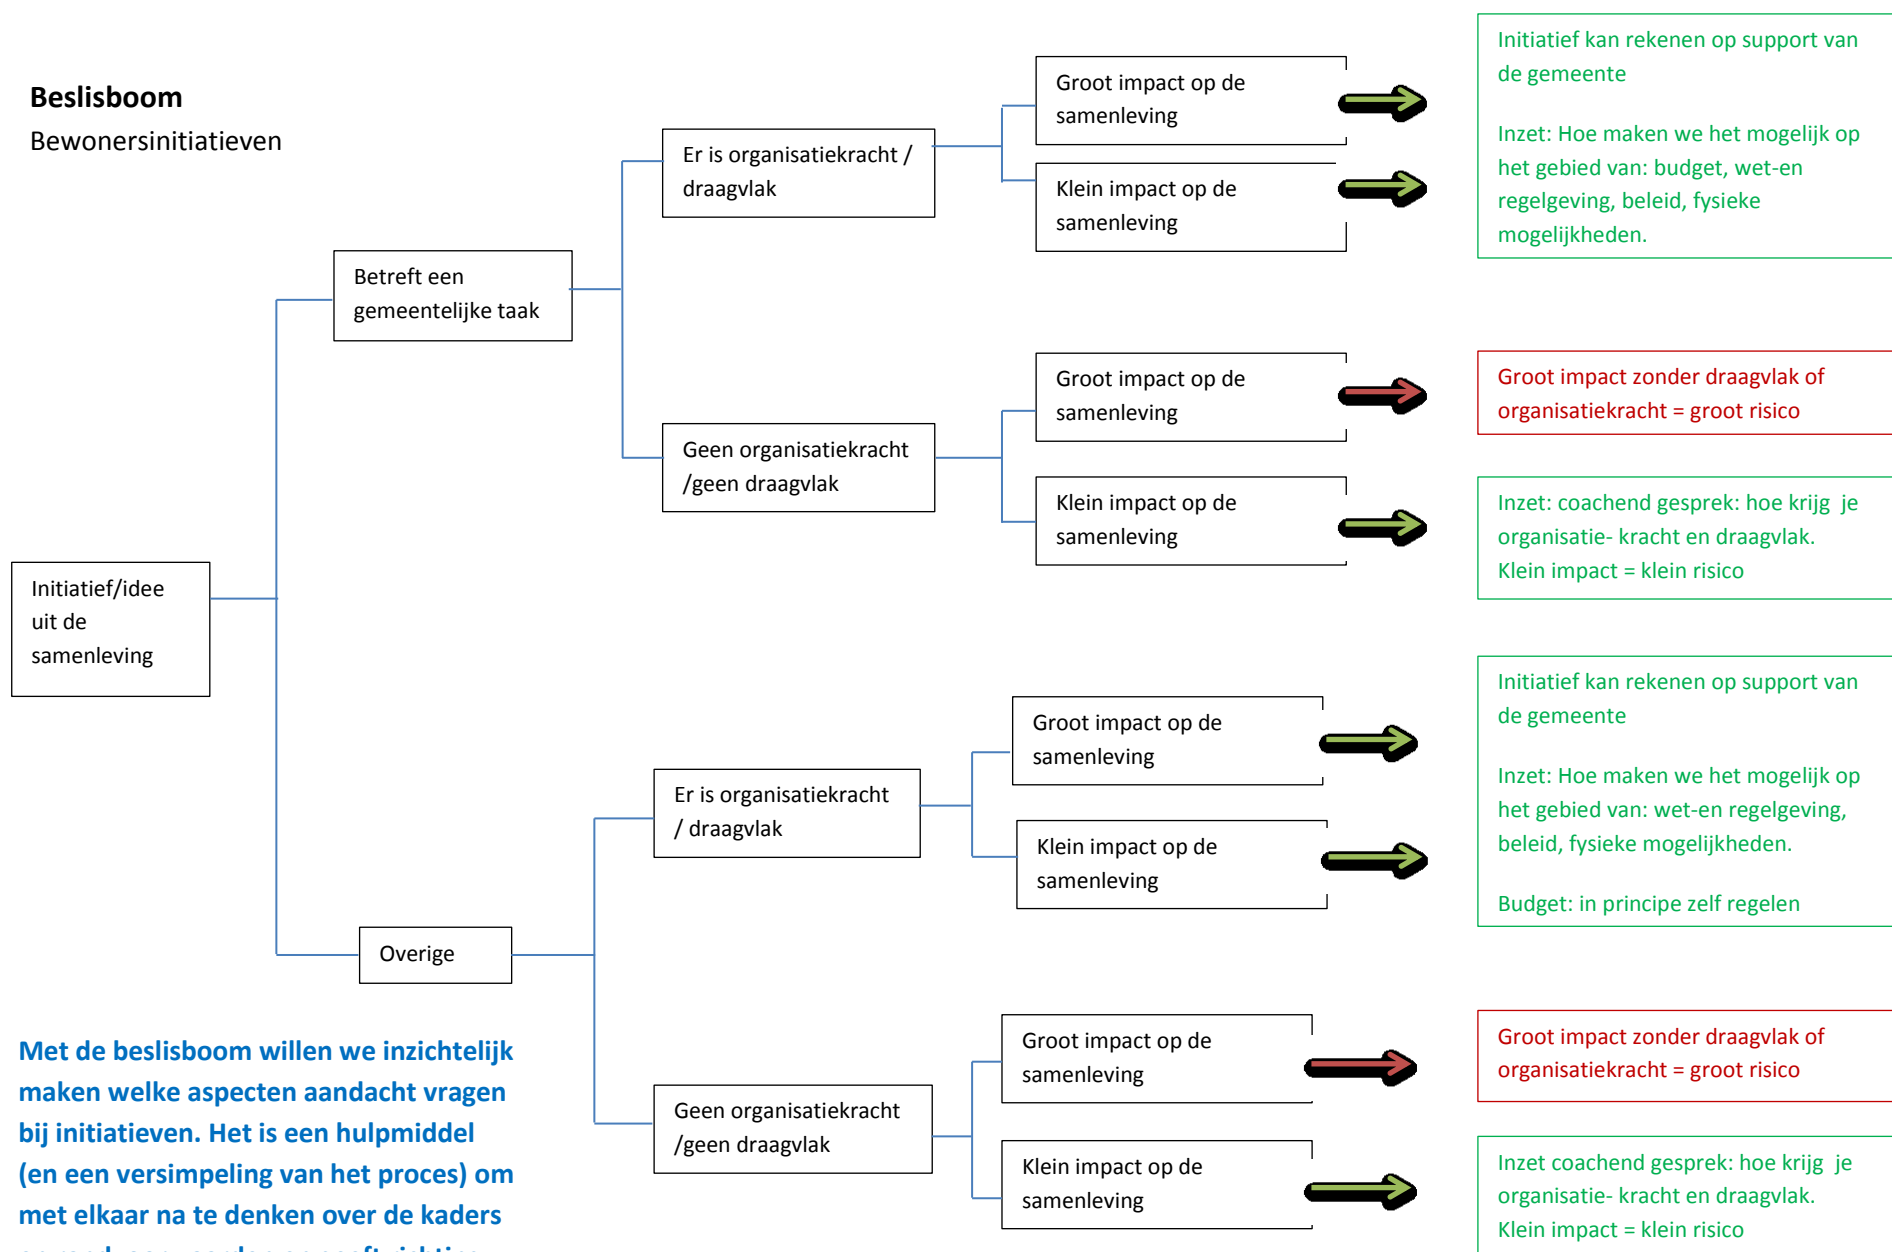 Beslisboom
Bewonersinitiatieven
Initiatief/idee
uit de
samenleving
Betreft een
gemeentelijke taak
Er is organisatiekracht /
draagvlak
Groot impact op de
samenleving
Klein impact op de
samenleving
Initiatief kan rekenen op support van
de gemeente
Inzet: Hoe maken we het mogelijk op
het gebied van: budget, wet-en
regelgeving, beleid, fysieke
mogelijkheden.
Geen organisatiekracht
/geen draagvlak
Groot impact op de
samenleving
Groot impact zonder draagvlak of
organisatiekracht = groot risico
Klein impact op de
samenleving
Inzet: coachend gesprek: hoe krijg  je
organisatie- kracht en draagvlak.
Klein impact = klein risico
Overige
Er is organisatiekracht
/ draagvlak
Groot impact op de
samenleving
Klein impact op de
samenleving
Initiatief kan rekenen op support van
de gemeente
Inzet: Hoe maken we het mogelijk op
het gebied van: wet-en regelgeving,
beleid, fysieke mogelijkheden.
Budget: in principe zelf regelen
Geen organisatiekracht
/geen draagvlak
Groot impact op de
samenleving
Groot impact zonder draagvlak of
organisatiekracht = groot risico
Klein impact op de
samenleving
Inzet coachend gesprek: hoe krijg  je
organisatie- kracht en draagvlak.
Klein impact = klein risico
Met de beslisboom willen we inzichtelijk
maken welke aspecten aandacht vragen
bij initiatieven. Het is een hulpmiddel
(en een versimpeling van het proces) om
met elkaar na te denken over de kaders